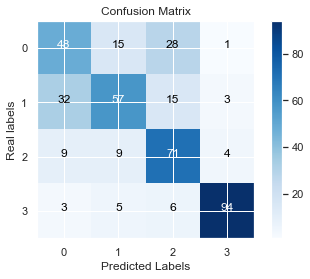 Confusion Matrix
0 48 15 28 1
1 32 57 15 3
2 9 9 71 4
3 3 5 6 94
0 1 2 3
Real labels
Predicted Labels
80
60
40
20